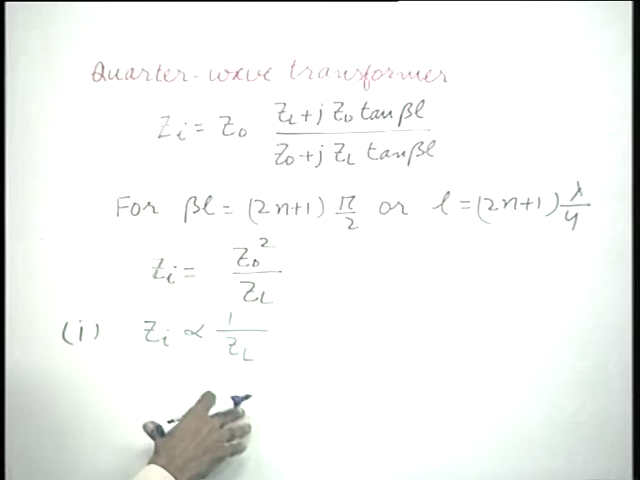 Quarter-wave transformer
Zi = Z0 (ZL + j Z0 tan βl) / (Z0 + j ZL tan βl)
For βl = (2n+1) π/2 or l = (2n+1) λ/4
Zi = Z0² / ZL
(i) Zi ∝ 1/ZL